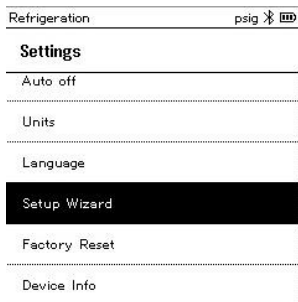 Refrigeration psig
Settings
Auto off
Units
Language
Setup Wizard
Factory Reset
Device Info